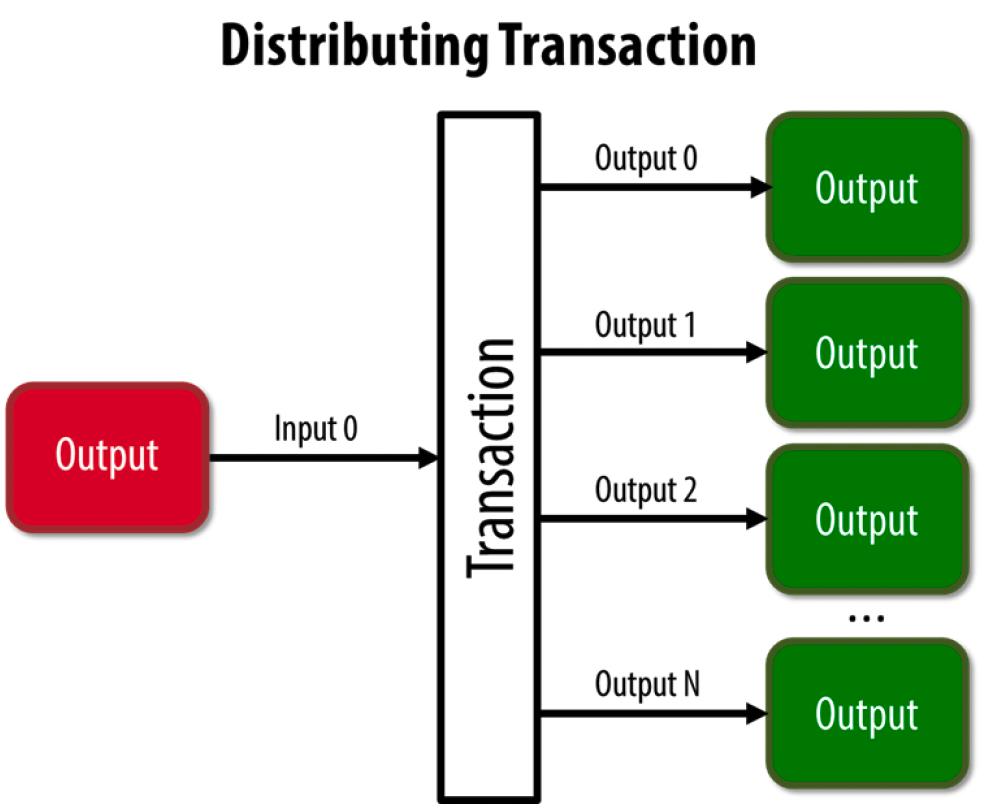 Distributing Transaction
Output 0
Output
Output 1
Output
Input 0
Output
Transaction
Output 2
Output
...
Output N
Output